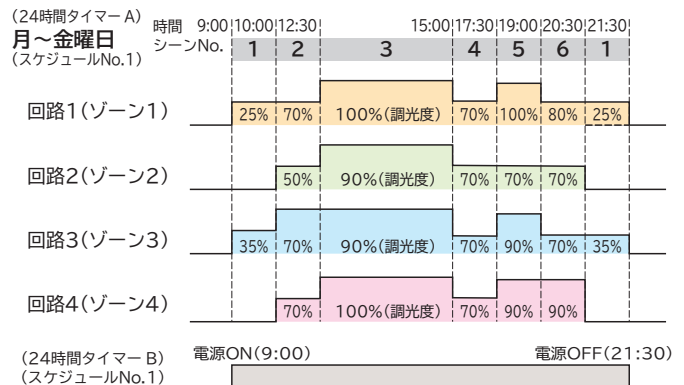 (24時間タイマーA)
月～金曜日
(スケジュールNo.1)
時間 9:00 10:00 12:30 15:00 17:30 19:00 20:30 21:30
シーンNo. 1 2 3 4 5 6 1
回路1(ゾーン1) 25% 70% 100%(調光度) 70% 100% 80% 25%
回路2(ゾーン2) 50% 90%(調光度) 70% 70% 70%
回路3(ゾーン3) 35% 70% 90%(調光度) 70% 90% 70% 35%
回路4(ゾーン4) 70% 100%(調光度) 70% 90% 90%
(24時間タイマーB)
(スケジュールNo.1)
電源ON(9:00) 電源OFF(21:30)